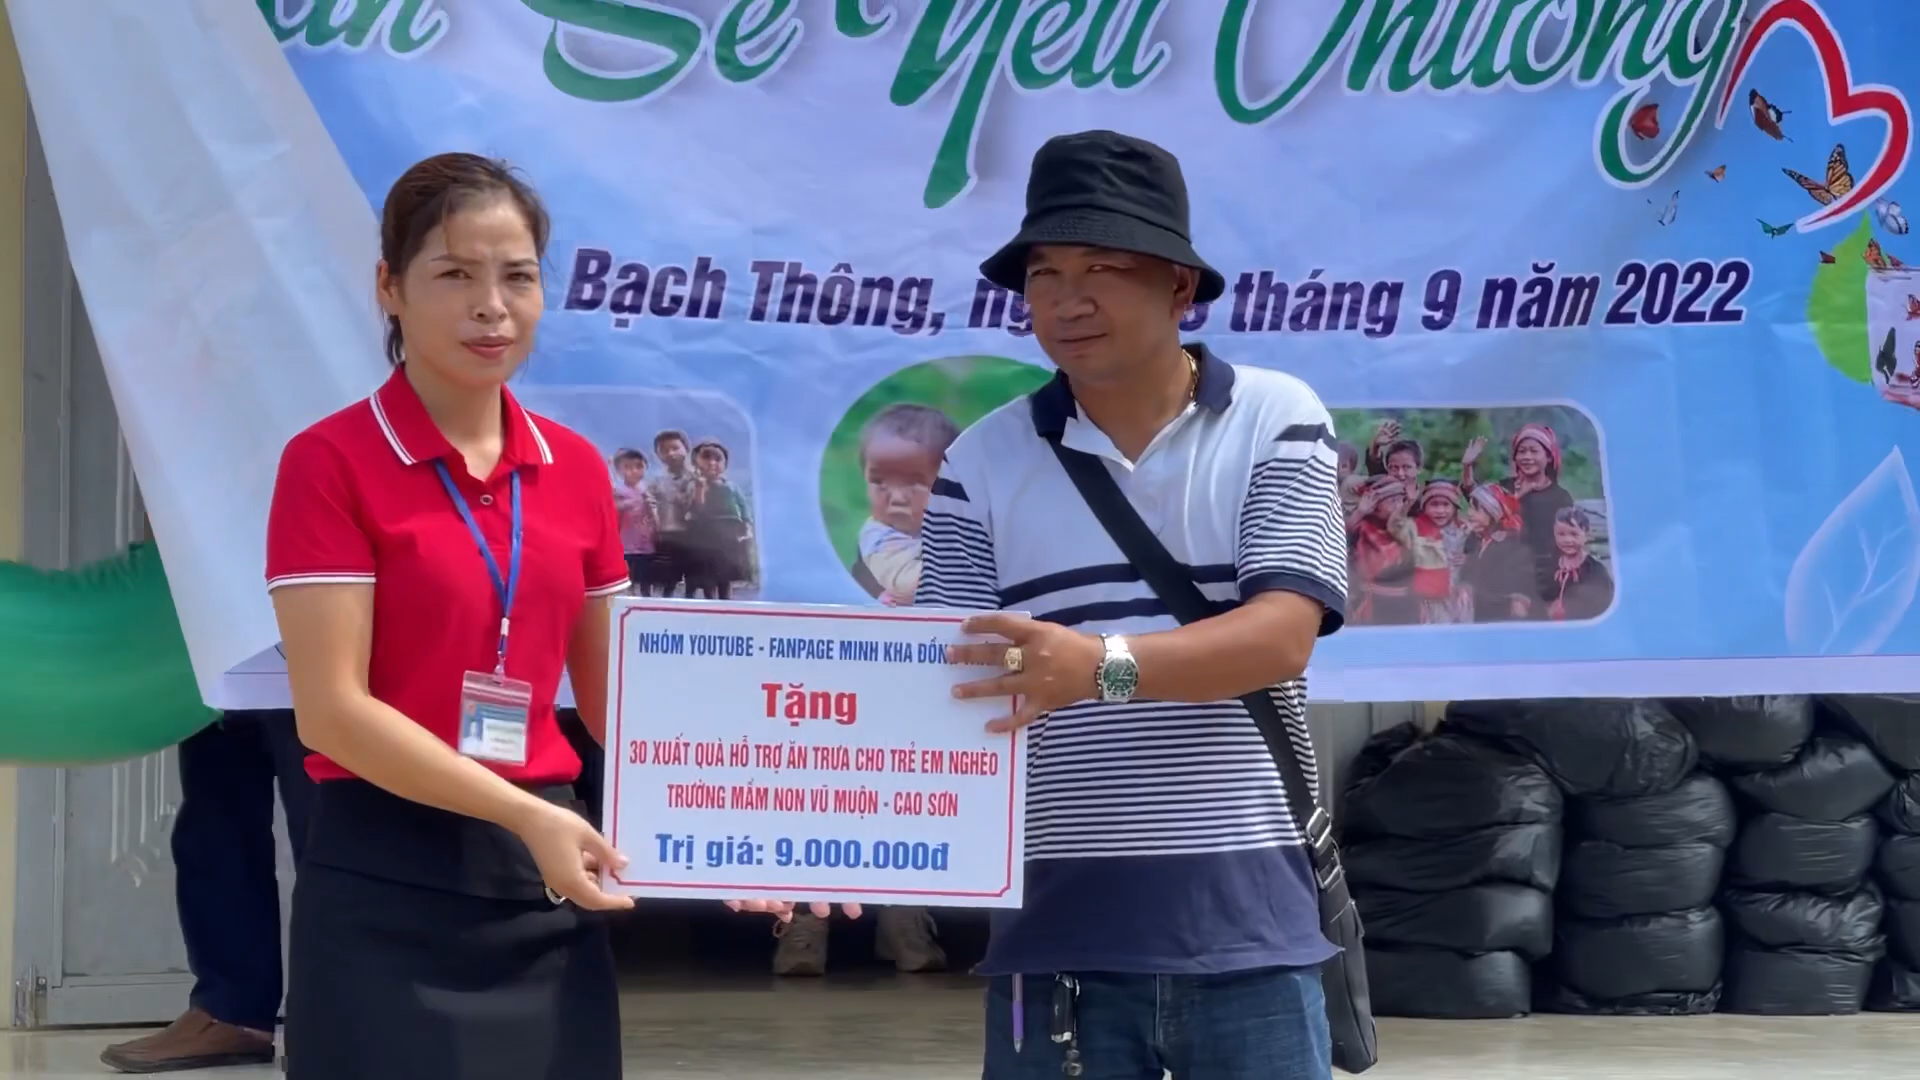 Sẻ Yêu Thương
Bạch Thông, tháng 9 năm 2022
NHÓM YOUTUBE - FANPAGE MINH KHA
Tặng
30 XUẤT QUÀ HỖ TRỢ ĂN TRƯA CHO TRẺ EM NGHÈO
TRƯỜNG MẦM NON VŨ MUỘN - CAO SƠN
Trị giá: 9.000.000đ